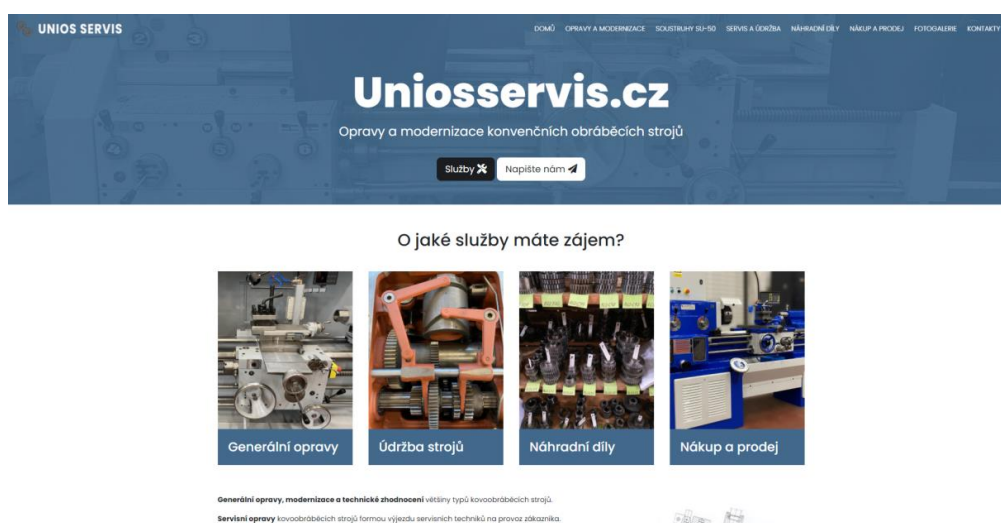 UNIOS SERVIS
DOMŮ OPRAVY A MODERNIZACE SOUSTRUHY SU-50 SERVIS A ÚDRŽBA NÁHRADNÍ DÍLY NÁKUP A PRODEJ FOTOGALERIE KONTAKTY
Uniosservis.cz
Opravy a modernizace konvenčních obráběcích strojů
Služby Napište nám
O jaké služby máte zájem?
Generální opravy Údržba strojů Náhradní díly Nákup a prodej
Generální opravy, modernizace a technické zhodnocení většiny typů kovoobráběcích strojů.
Servisní opravy kovoobráběcích strojů formou výjezdu servisních techniků na provoz zákazníka.